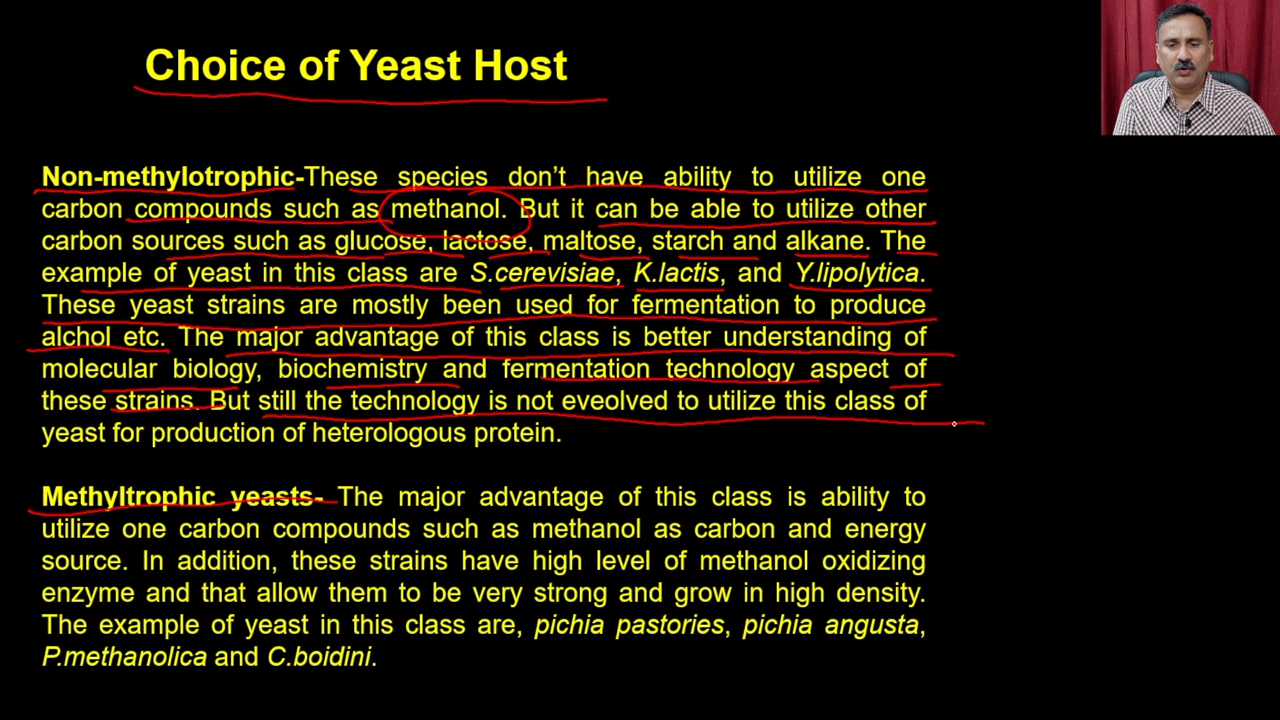 Choice of Yeast Host
Non-methylotrophic-These species don't have ability to utilize one
carbon compounds such as methanol. But it can be able to utilize other
carbon sources such as glucose, lactose, maltose, starch and alkane. The
example of yeast in this class are S.cerevisiae, K.lactis, and Y.lipolytica.
These yeast strains are mostly been used for fermentation to produce
alchol etc. The major advantage of this class is better understanding of
molecular biology, biochemistry and fermentation technology aspect of
these strains. But still the technology is not eveolved to utilize this class of
yeast for production of heterologous protein.
Methyltrophic yeasts- The major advantage of this class is ability to
utilize one carbon compounds such as methanol as carbon and energy
source. In addition, these strains have high level of methanol oxidizing
enzyme and that allow them to be very strong and grow in high density.
The example of yeast in this class are, pichia pastories, pichia angusta,
P.methanolica and C.boidini.